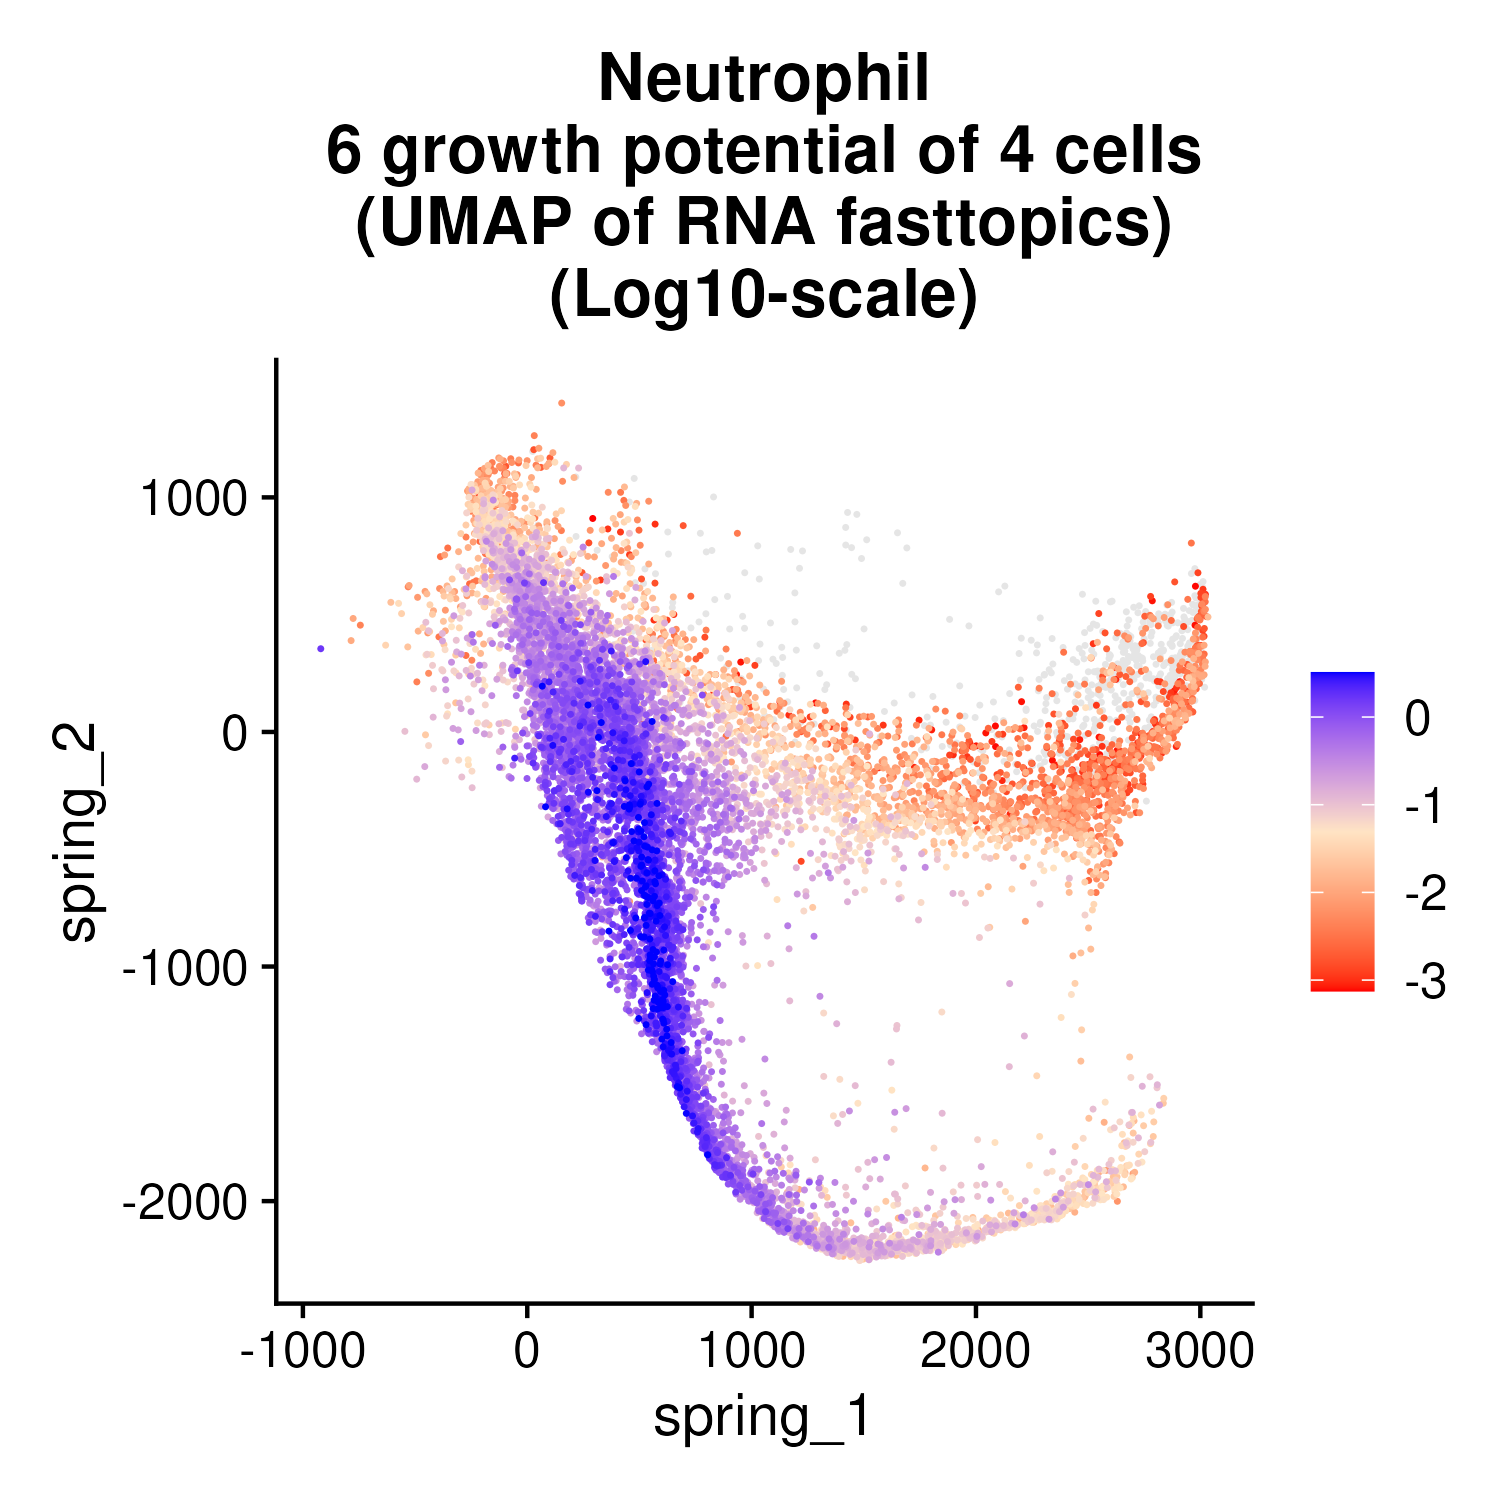 Neutrophil
6 growth potential of 4 cells
(UMAP of RNA fasttopics)
(Log10-scale)
spring_2
1000
0
-1000
-2000
-1000 0 1000 2000 3000
spring_1
0
-1
-2
-3